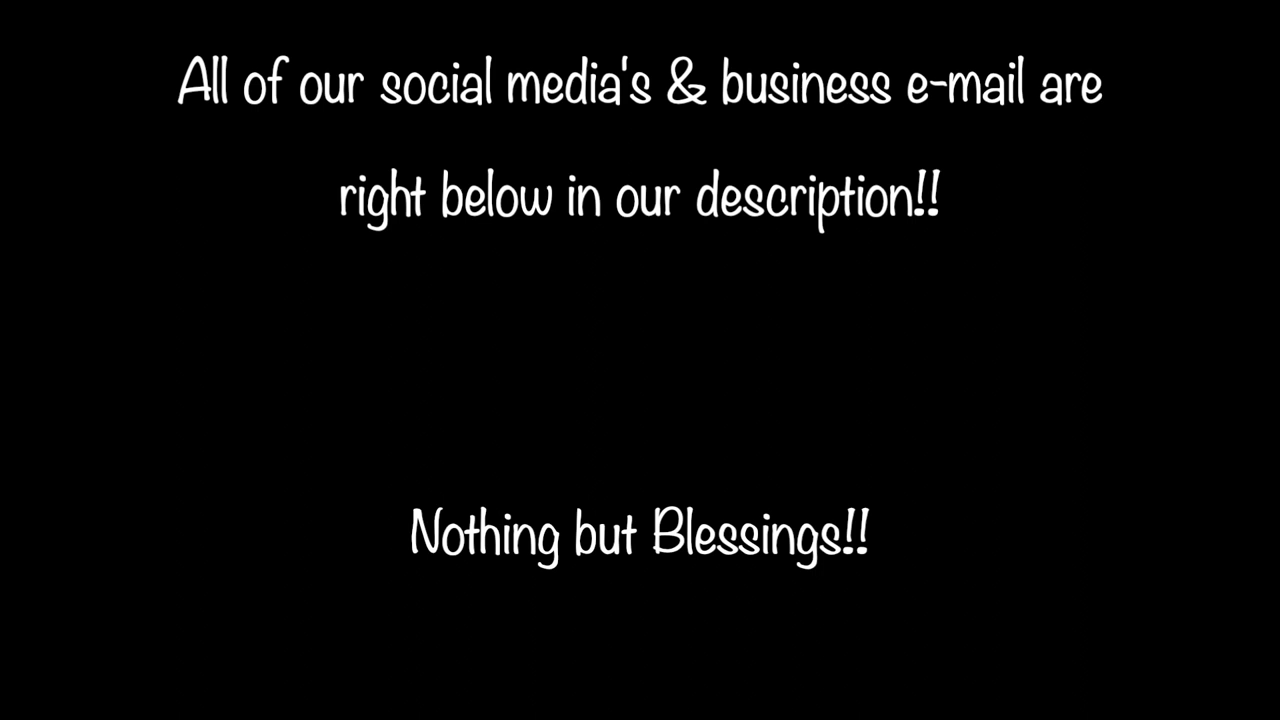 All of our social media's & business e-mail are
right below in our description!!
Nothing but Blessings!!